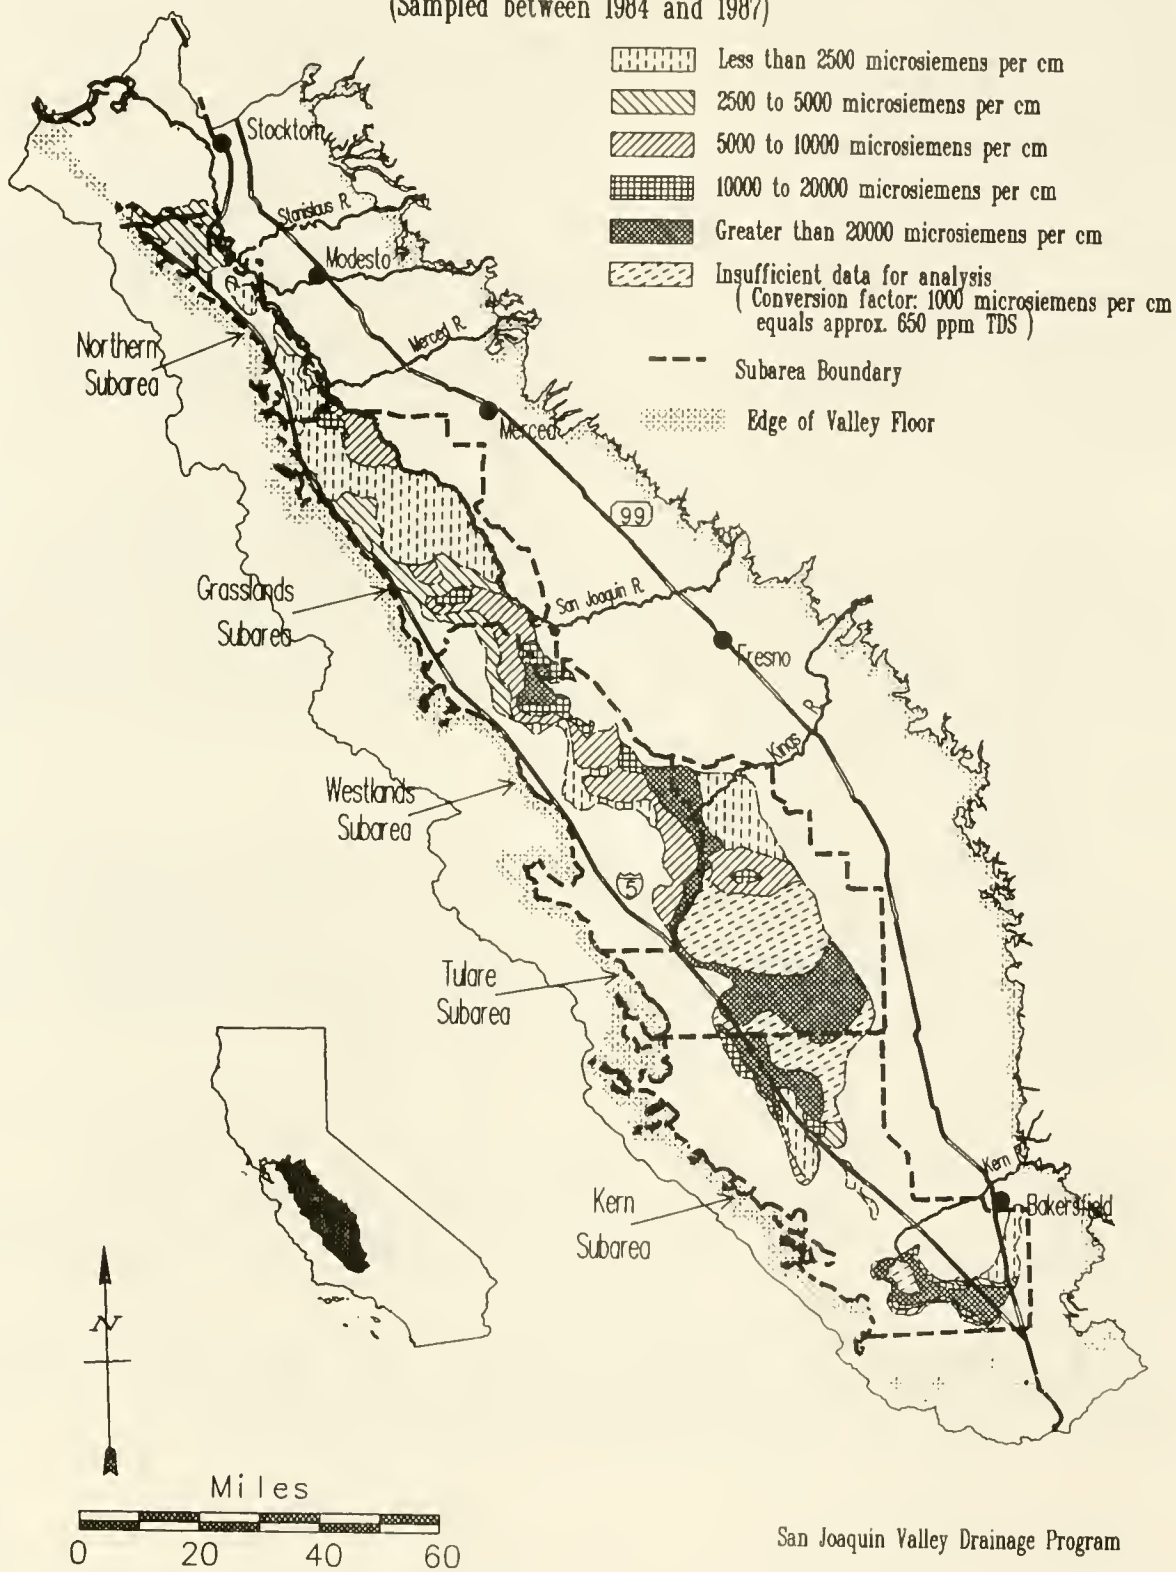 (Sampled between 1984 and 1987)
Less than 2500 microsiemens per cm
2500 to 5000 microsiemens per cm
5000 to 10000 microsiemens per cm
10000 to 20000 microsiemens per cm
Greater than 20000 microsiemens per cm
Insufficient data for analysis
( Conversion factor: 1000 microsiemens per cm
equals approx. 650 ppm TDS )
Subarea Boundary
Edge of Valley Floor
Stockton
Stanislaus R.
Modesto
Northern
Subarea
Merced R.
Merced
99
Grasslands
Subarea
San Joaquin R.
Fresno
Kings R.
Westlands
Subarea
5
Tulare
Subarea
Kern
Subarea
Kern R.
Bakersfield
N
Miles
0 20 40 60
San Joaquin Valley Drainage Program